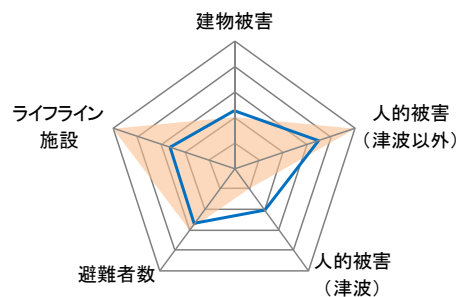 建物被害
ライフライン
施設
人的被害
（津波以外）
避難者数
人的被害
（津波）